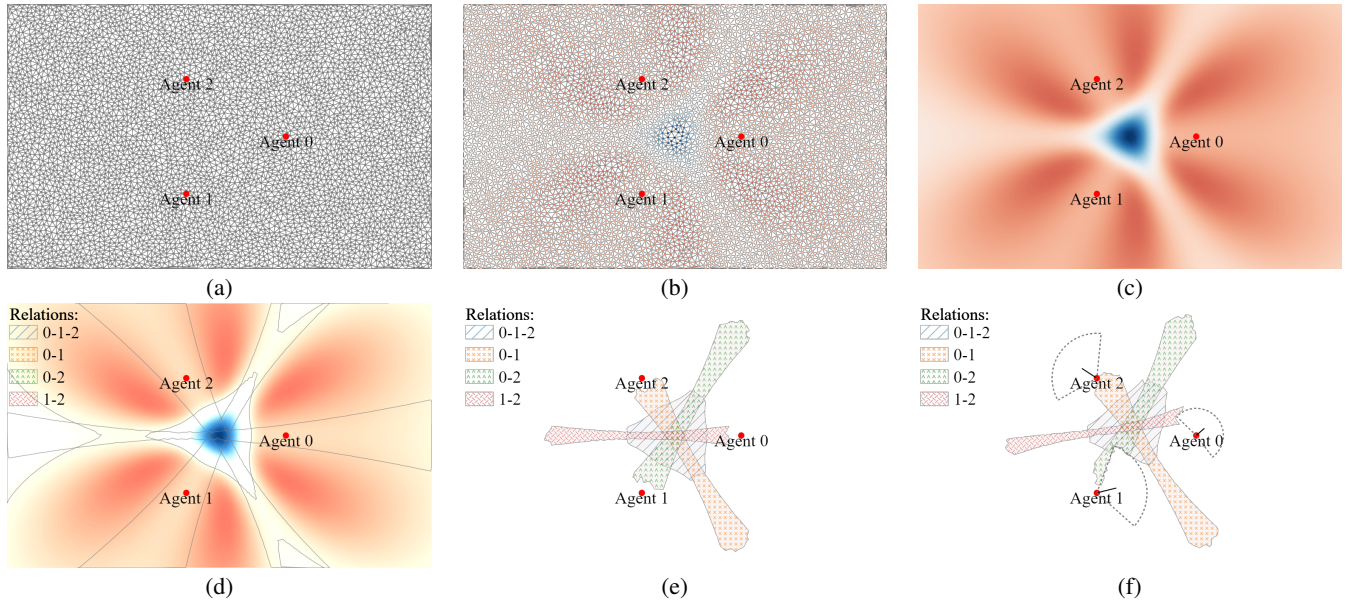 Agent 2
Agent 0
Agent 1
(a)
Agent 2
Agent 0
Agent 1
(b)
Agent 2
Agent 0
Agent 1
(c)
Relations:
0-1-2
0-1
0-2
1-2
Agent 2
Agent 0
Agent 1
(d)
Relations:
0-1-2
0-1
0-2
1-2
Agent 2
Agent 0
Agent 1
(e)
Relations:
0-1-2
0-1
0-2
1-2
Agent 2
Agent 0
Agent 1
(f)